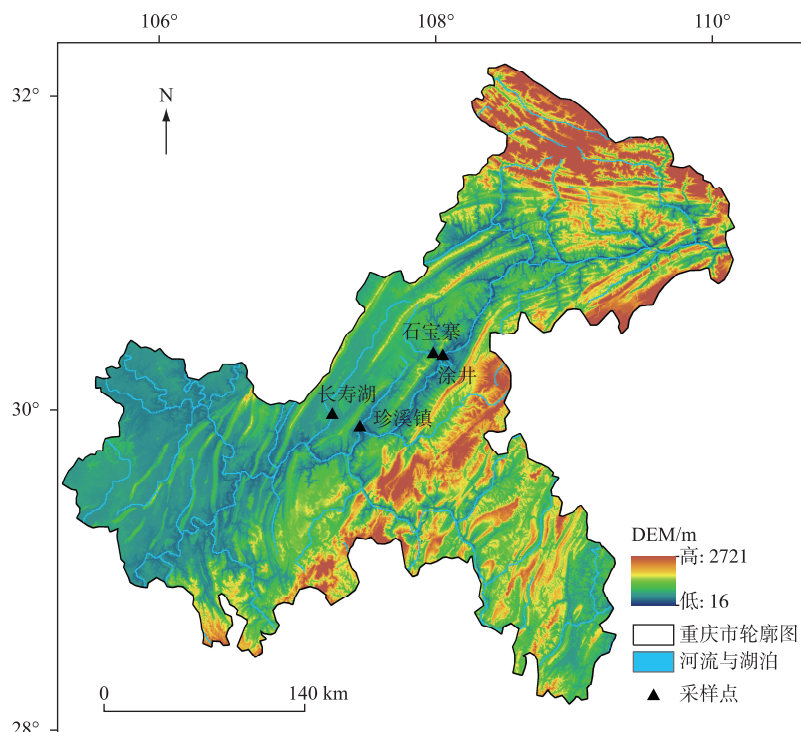 106°
108°
110°
32°
N
石宝寨
涂井
长寿湖
30°
珍溪镇
DEM/m
高: 2721
低: 16
重庆市轮廓图
河流与湖泊
0
140 km
采样点
28°